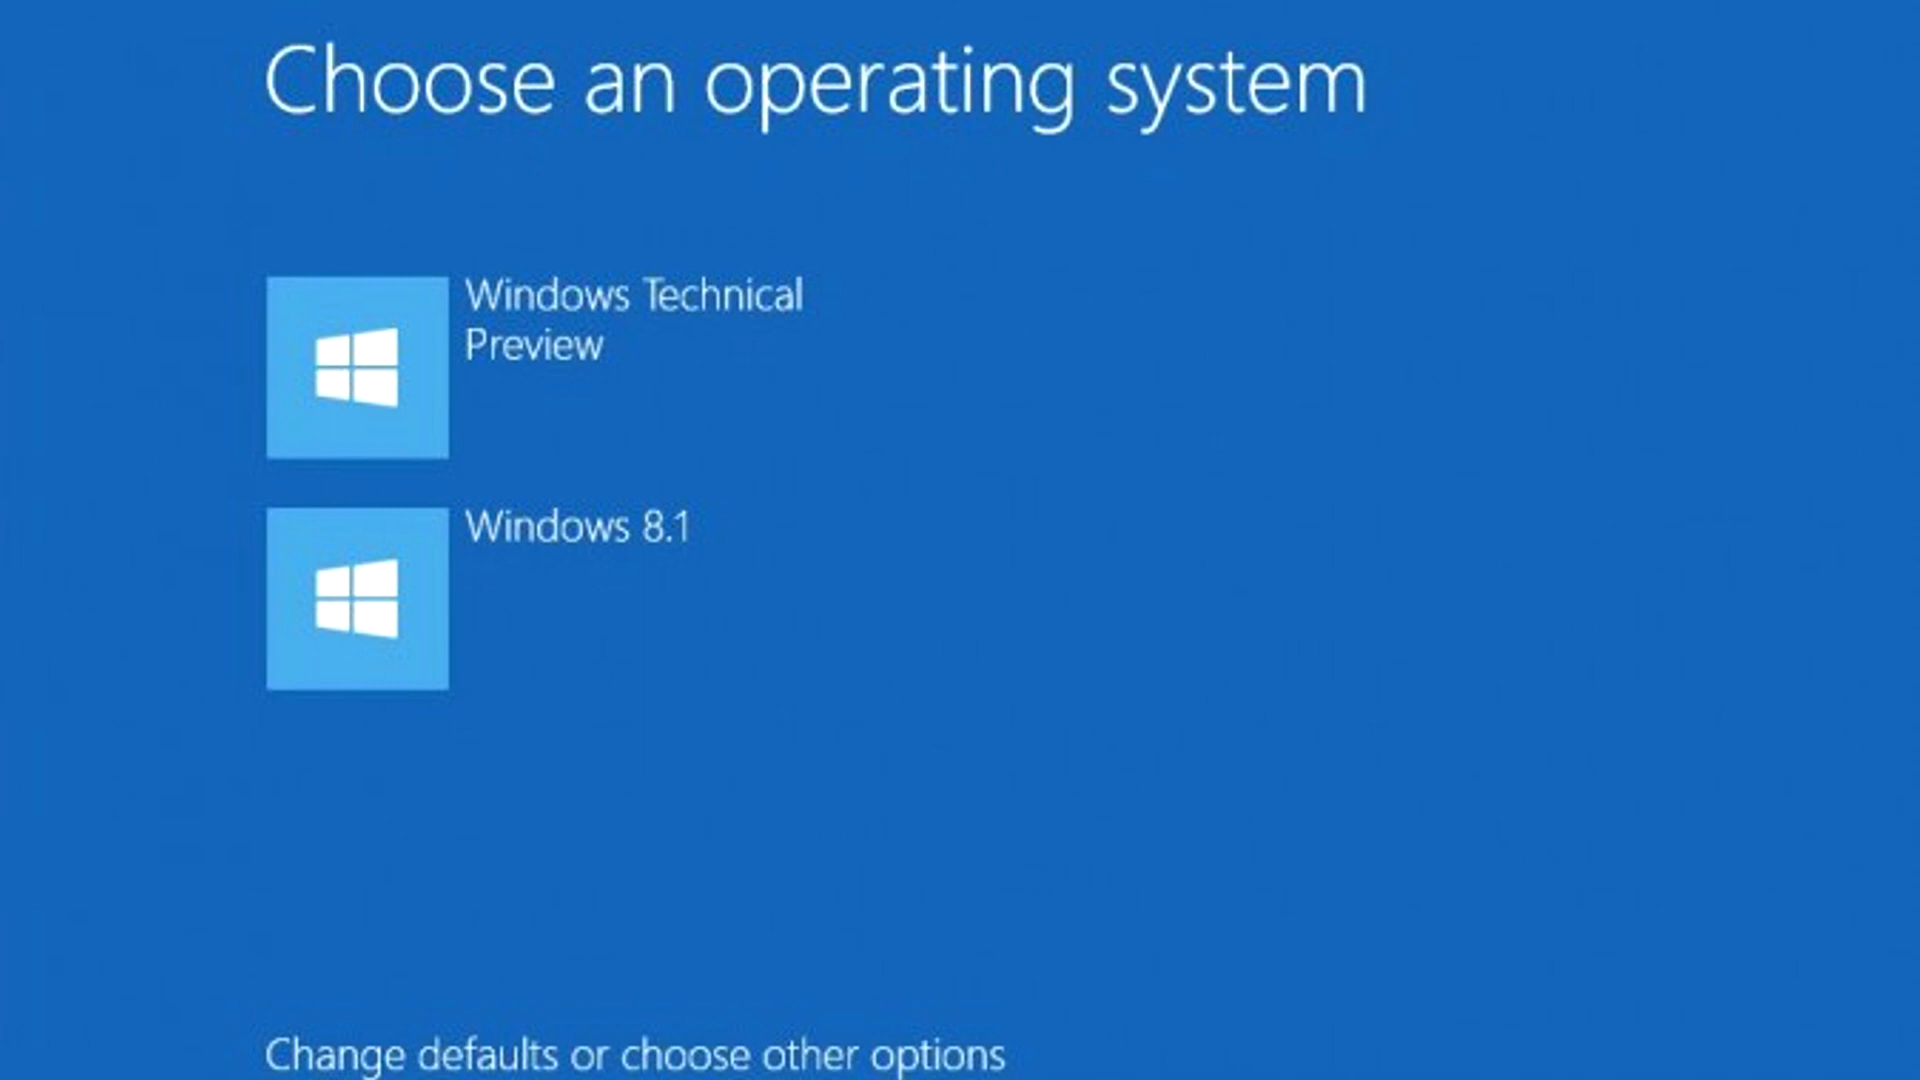 Choose an operating system
Windows Technical
Preview
Windows 8.1
Change defaults or choose other options